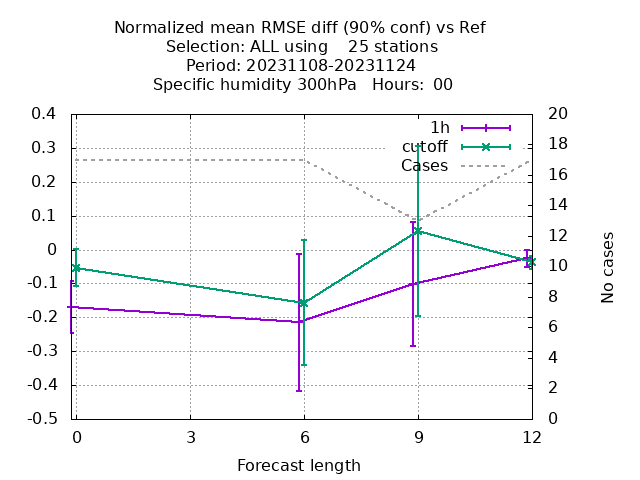 Normalized mean RMSE diff (90% conf) vs Ref
Selection: ALL using    25 stations
Period: 20231108-20231124
Specific humidity 300hPa   Hours:  00
0.4
0.3
0.2
0.1
0
-0.1
-0.2
-0.3
-0.4
-0.5
1h
cutoff
Cases
20
18
16
14
12
10
8
6
4
2
0
No cases
0 3 6 9 12
Forecast length